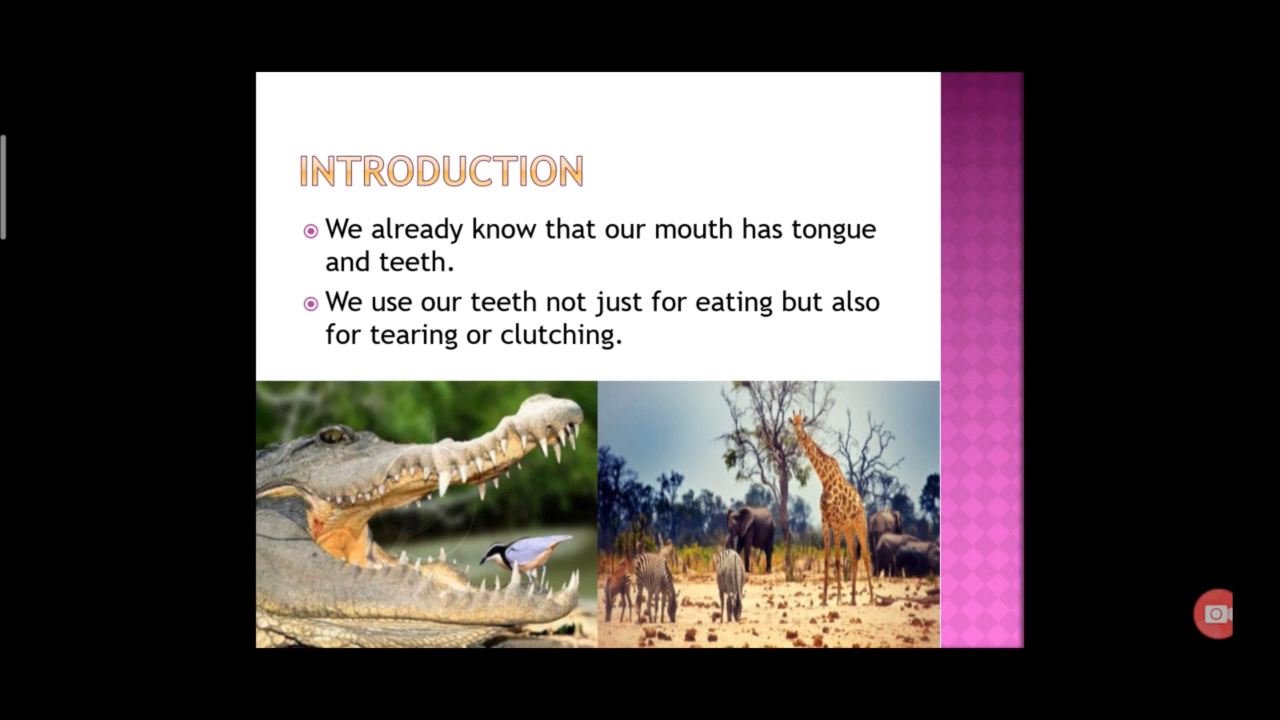 INTRODUCTION
We already know that our mouth has tongue
and teeth.
We use our teeth not just for eating but also
for tearing or clutching.